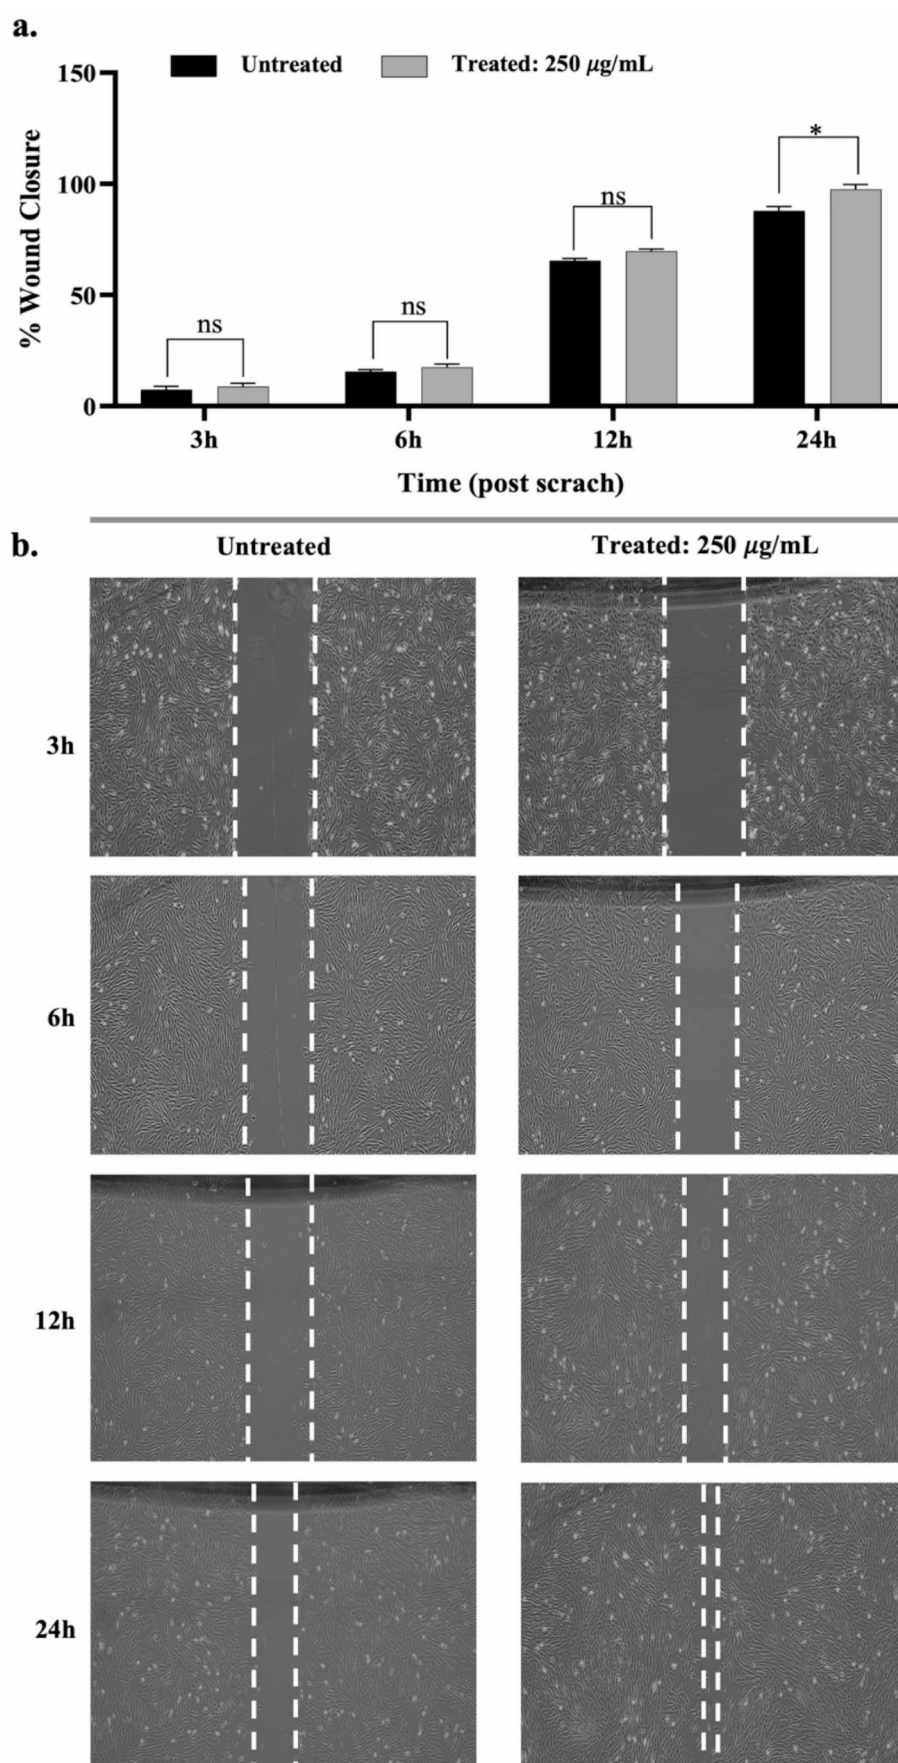 a.
Untreated
Treated: 250 μg/mL
% Wound Closure
150
100
50
0
ns
ns
ns
*
3h
6h
12h
24h
Time (post scrach)
b.
Untreated
Treated: 250 μg/mL
3h
6h
12h
24h